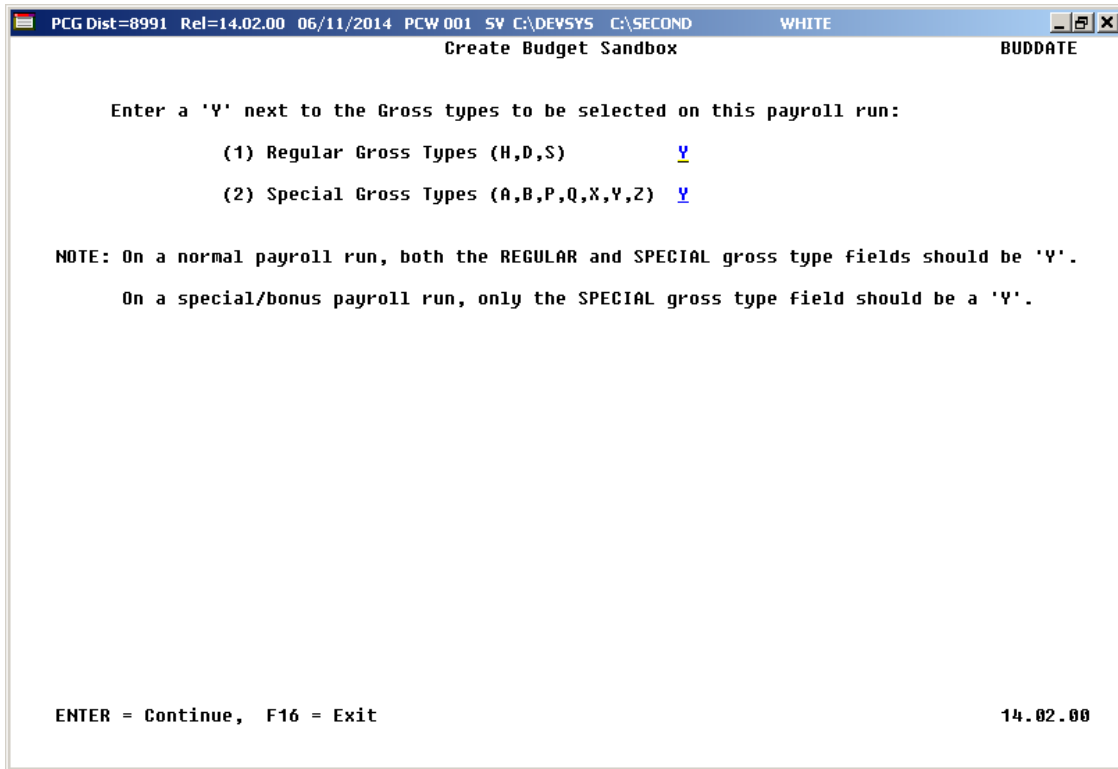 PCG Dist=8991 Rel=14.02.00 06/11/2014 PCW 001 SV C:\DEVSYS C:\SECOND WHITE
Create Budget Sandbox BUDDATE
Enter a 'Y' next to the Gross types to be selected on this payroll run:
(1) Regular Gross Types (H,D,S) Y
(2) Special Gross Types (A,B,P,Q,X,Y,Z) Y
NOTE: On a normal payroll run, both the REGULAR and SPECIAL gross type fields should be 'Y'.
On a special/bonus payroll run, only the SPECIAL gross type field should be a 'Y'.
ENTER = Continue, F16 = Exit 14.02.00